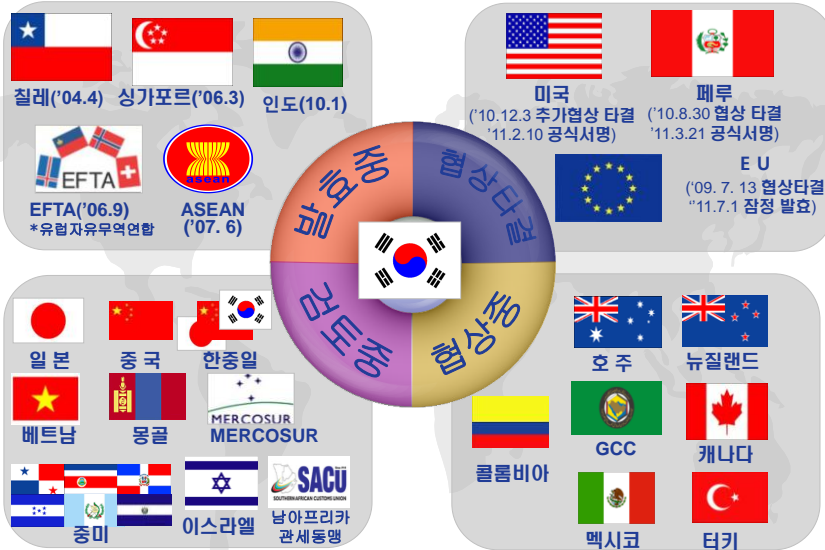 칠레('04.4) 싱가포르('06.3) 인도(10.1)
EFTA
asean
EFTA('06.9)
*유럽자유무역연합
ASEAN
('07. 6)
미국
('10.12.3 추가협상 타결
'11.2.10 공식서명)
페루
('10.8.30 협상 타결
'11.3.21 공식서명)
E U
('09. 7. 13 협상타결
'’11.7.1 잠정 발효)
발효중
협상타결
검토중
협상중
일 본
중 국
한중일
베트남
몽골
MERCOSUR
MERCOSUR
중미
이스라엘
SACU
SOUTHERN AFRICAN CUSTOMS UNION
남아프리카
관세동맹
호 주
뉴질랜드
콜롬비아
GCC
캐나다
멕시코
터키